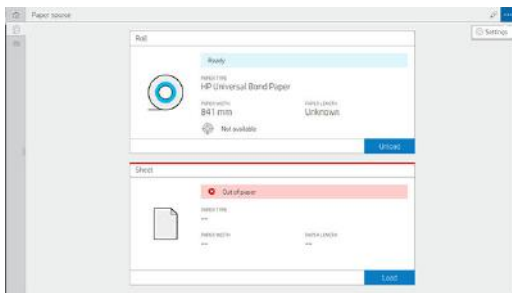 Paper source
Settings
Roll
Ready
PAPER TYPE
HP Universal Bond Paper
PAPER WIDTH
PAPER LENGTH
841 mm
Unknown
Not available
Unload
Sheet
Out of paper
PAPER TYPE
---
PAPER WIDTH
PAPER LENGTH
---
---
Load